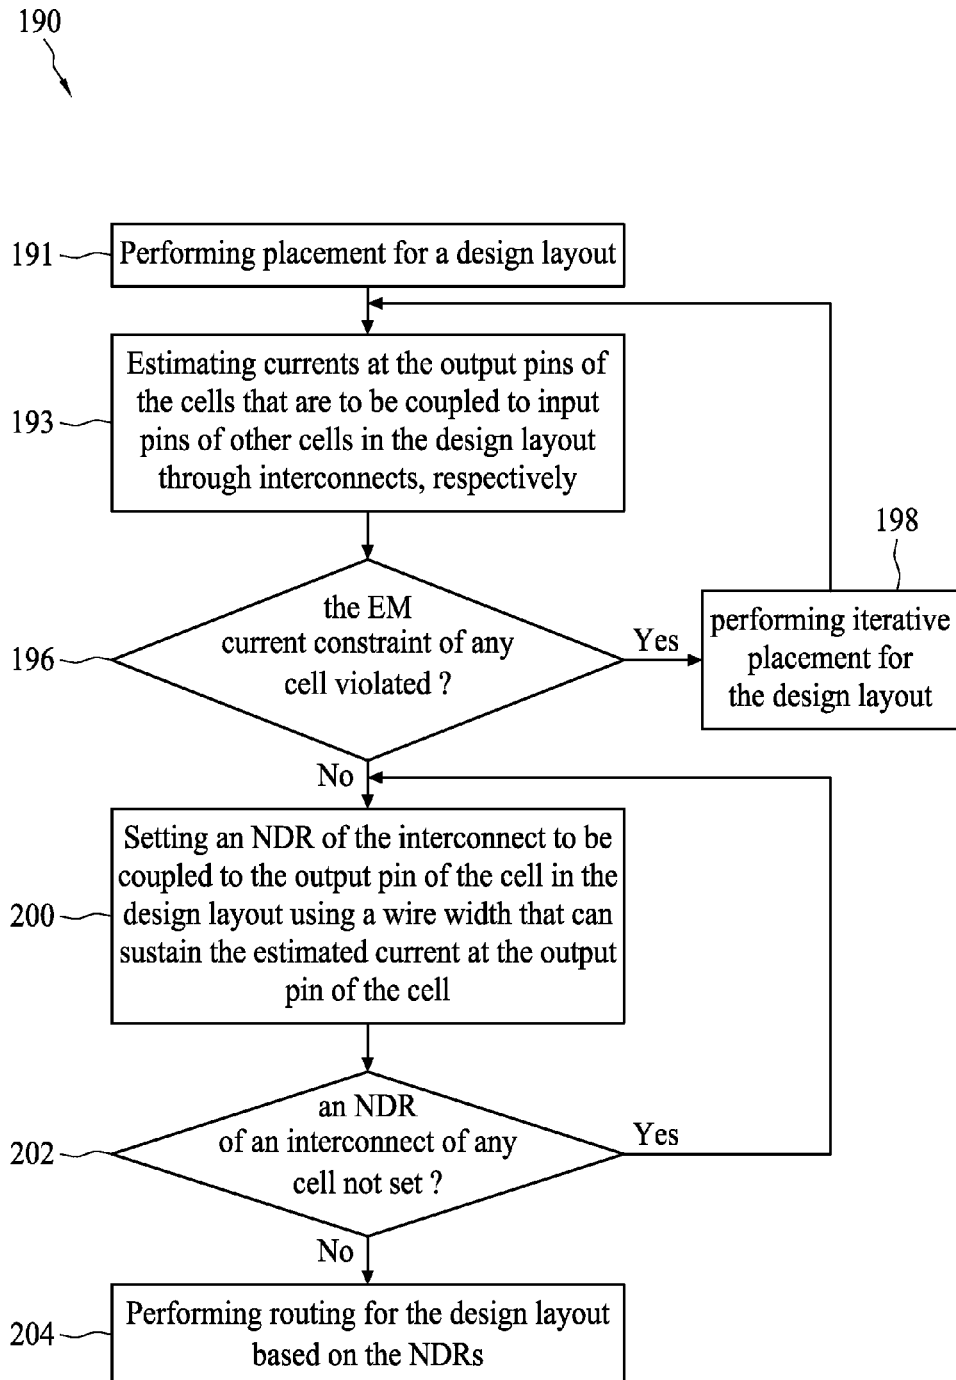 190
191
Performing placement for a design layout
193
Estimating currents at the output pins of
the cells that are to be coupled to input
pins of other cells in the design layout
through interconnects, respectively
196
the EM
current constraint of any
cell violated ?
Yes
198
performing iterative
placement for
the design layout
No
200
Setting an NDR of the interconnect to be
coupled to the output pin of the cell in the
design layout using a wire width that can
sustain the estimated current at the output
pin of the cell
202
an NDR
of an interconnect of any
cell not set ?
Yes
No
204
Performing routing for the design layout
based on the NDRs